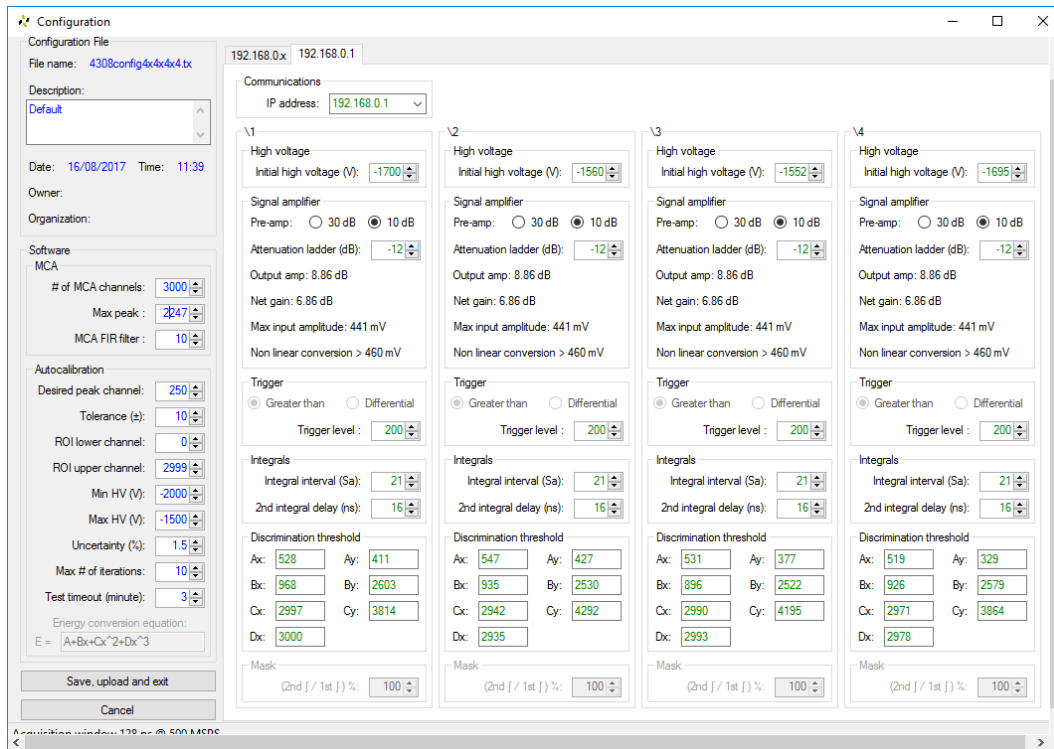 Configuration
Configuration File
File name: 4308config4x4x4x4.tx
Description:
Default
Date: 16/08/2017 Time: 11:39
Owner:
Organization:
Software
MCA
# of MCA channels: 3000
Max peak : 2247
MCA FIR filter : 10
Autocalibration
Desired peak channel: 250
Tolerance (±): 10
ROI lower channel: 0
ROI upper channel: 2999
Min HV (V): -2000
Max HV (V): -1500
Uncertainty (%): 1.5
Max # of iterations: 10
Test timeout (minute): 3
Energy conversion equation:
E = A+Bx+Cx^2+Dx^3
Save, upload and exit
Cancel
192.168.0.x 192.168.0.1
Communications
IP address: 192.168.0.1
\1
High voltage
Initial high voltage (V): -1700
Signal amplifier
Pre-amp: 30 dB 10 dB
Attenuation ladder (dB): -12
Output amp: 8.86 dB
Net gain: 6.86 dB
Max input amplitude: 441 mV
Non linear conversion > 460 mV
Trigger
Greater than Differential
Trigger level : 200
Integrals
Integral interval (Sa): 21
2nd integral delay (ns): 16
Discrimination threshold
Ax: 528 Ay: 411
Bx: 968 By: 2603
Cx: 2997 Cy: 3814
Dx: 3000
Mask
(2nd ∫ / 1st ∫ ) %: 100
\2
High voltage
Initial high voltage (V): -1560
Signal amplifier
Pre-amp: 30 dB 10 dB
Attenuation ladder (dB): -12
Output amp: 8.86 dB
Net gain: 6.86 dB
Max input amplitude: 441 mV
Non linear conversion > 460 mV
Trigger
Greater than Differential
Trigger level : 200
Integrals
Integral interval (Sa): 21
2nd integral delay (ns): 16
Discrimination threshold
Ax: 547 Ay: 427
Bx: 935 By: 2530
Cx: 2942 Cy: 4292
Dx: 2935
Mask
(2nd ∫ / 1st ∫ ) %: 100
\3
High voltage
Initial high voltage (V): -1552
Signal amplifier
Pre-amp: 30 dB 10 dB
Attenuation ladder (dB): -12
Output amp: 8.86 dB
Net gain: 6.86 dB
Max input amplitude: 441 mV
Non linear conversion > 460 mV
Trigger
Greater than Differential
Trigger level : 200
Integrals
Integral interval (Sa): 21
2nd integral delay (ns): 16
Discrimination threshold
Ax: 531 Ay: 377
Bx: 896 By: 2522
Cx: 2990 Cy: 4195
Dx: 2993
Mask
(2nd ∫ / 1st ∫ ) %: 100
\4
High voltage
Initial high voltage (V): -1695
Signal amplifier
Pre-amp: 30 dB 10 dB
Attenuation ladder (dB): -12
Output amp: 8.86 dB
Net gain: 6.86 dB
Max input amplitude: 441 mV
Non linear conversion > 460 mV
Trigger
Greater than Differential
Trigger level : 200
Integrals
Integral interval (Sa): 21
2nd integral delay (ns): 16
Discrimination threshold
Ax: 519 Ay: 329
Bx: 926 By: 2579
Cx: 2971 Cy: 3864
Dx: 2978
Mask
(2nd ∫ / 1st ∫ ) %: 100
Acquisition window 128 ns @ 500 MSPS